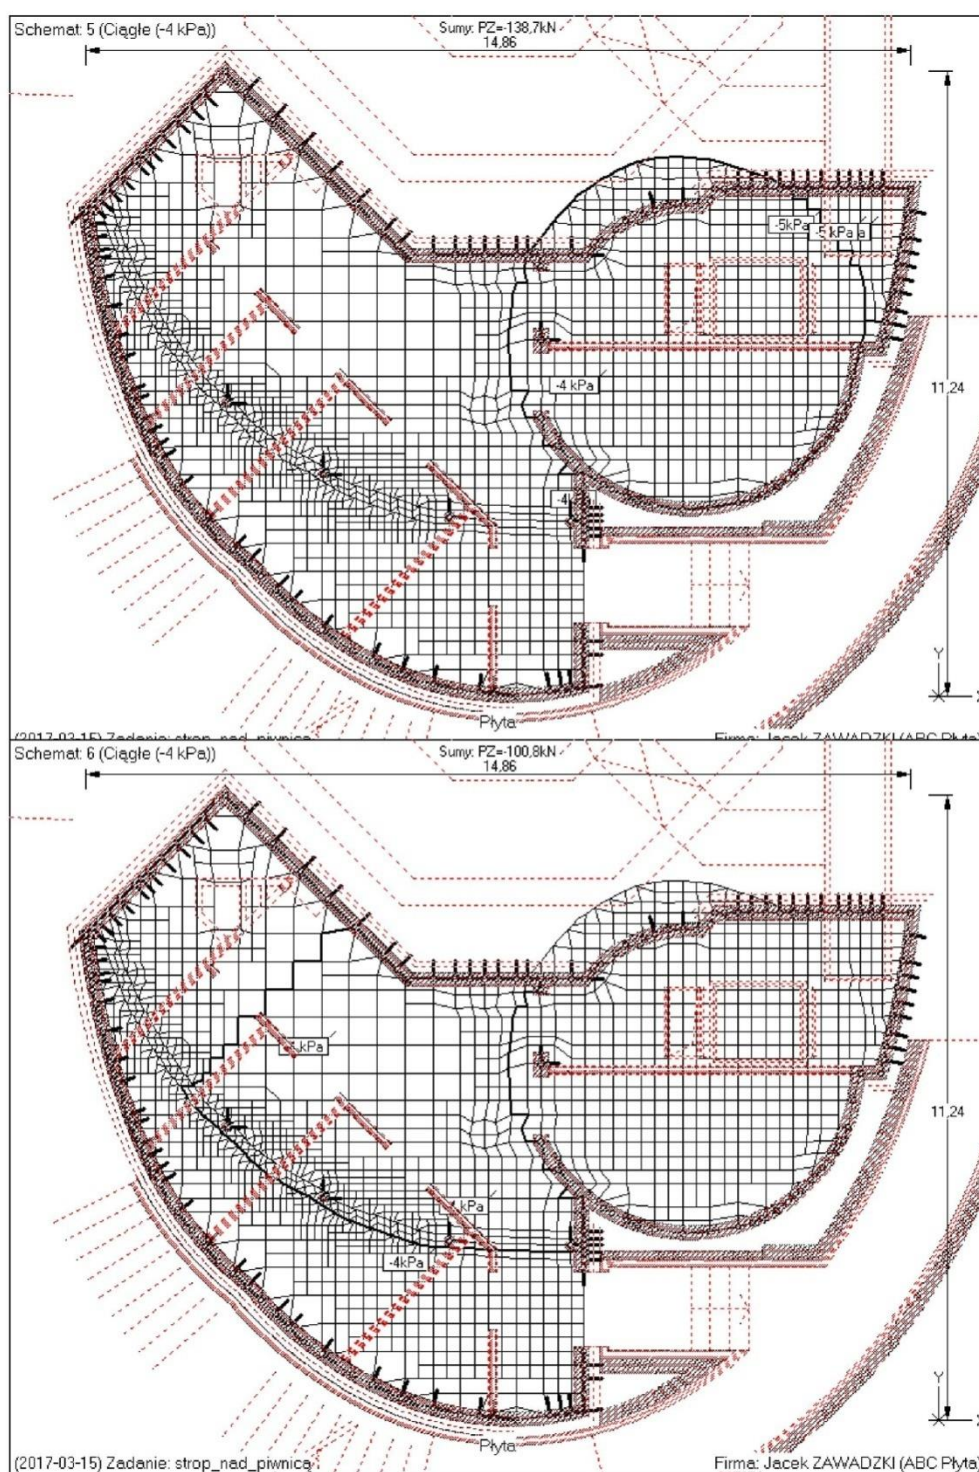 Schemat: 5 (Ciągłe (-4 kPa))
Sumy: PZ=-138,7kN
14,86
-5kPa
-5 kPa
-4 kPa
11,24
Y
Płyta
(2017-03-15) Zadanie: strop_nad_piwnicą
Firma: Jacek ZAWADZKI (ABC Płyta)
Schemat: 6 (Ciągłe (-4 kPa))
Sumy: PZ=-100,8kN
14,86
kPa
11,24
kPa
-4kPa
Y
Płyta
(2017-03-15) Zadanie: strop_nad_piwnicą
Firma: Jacek ZAWADZKI (ABC Płyta)